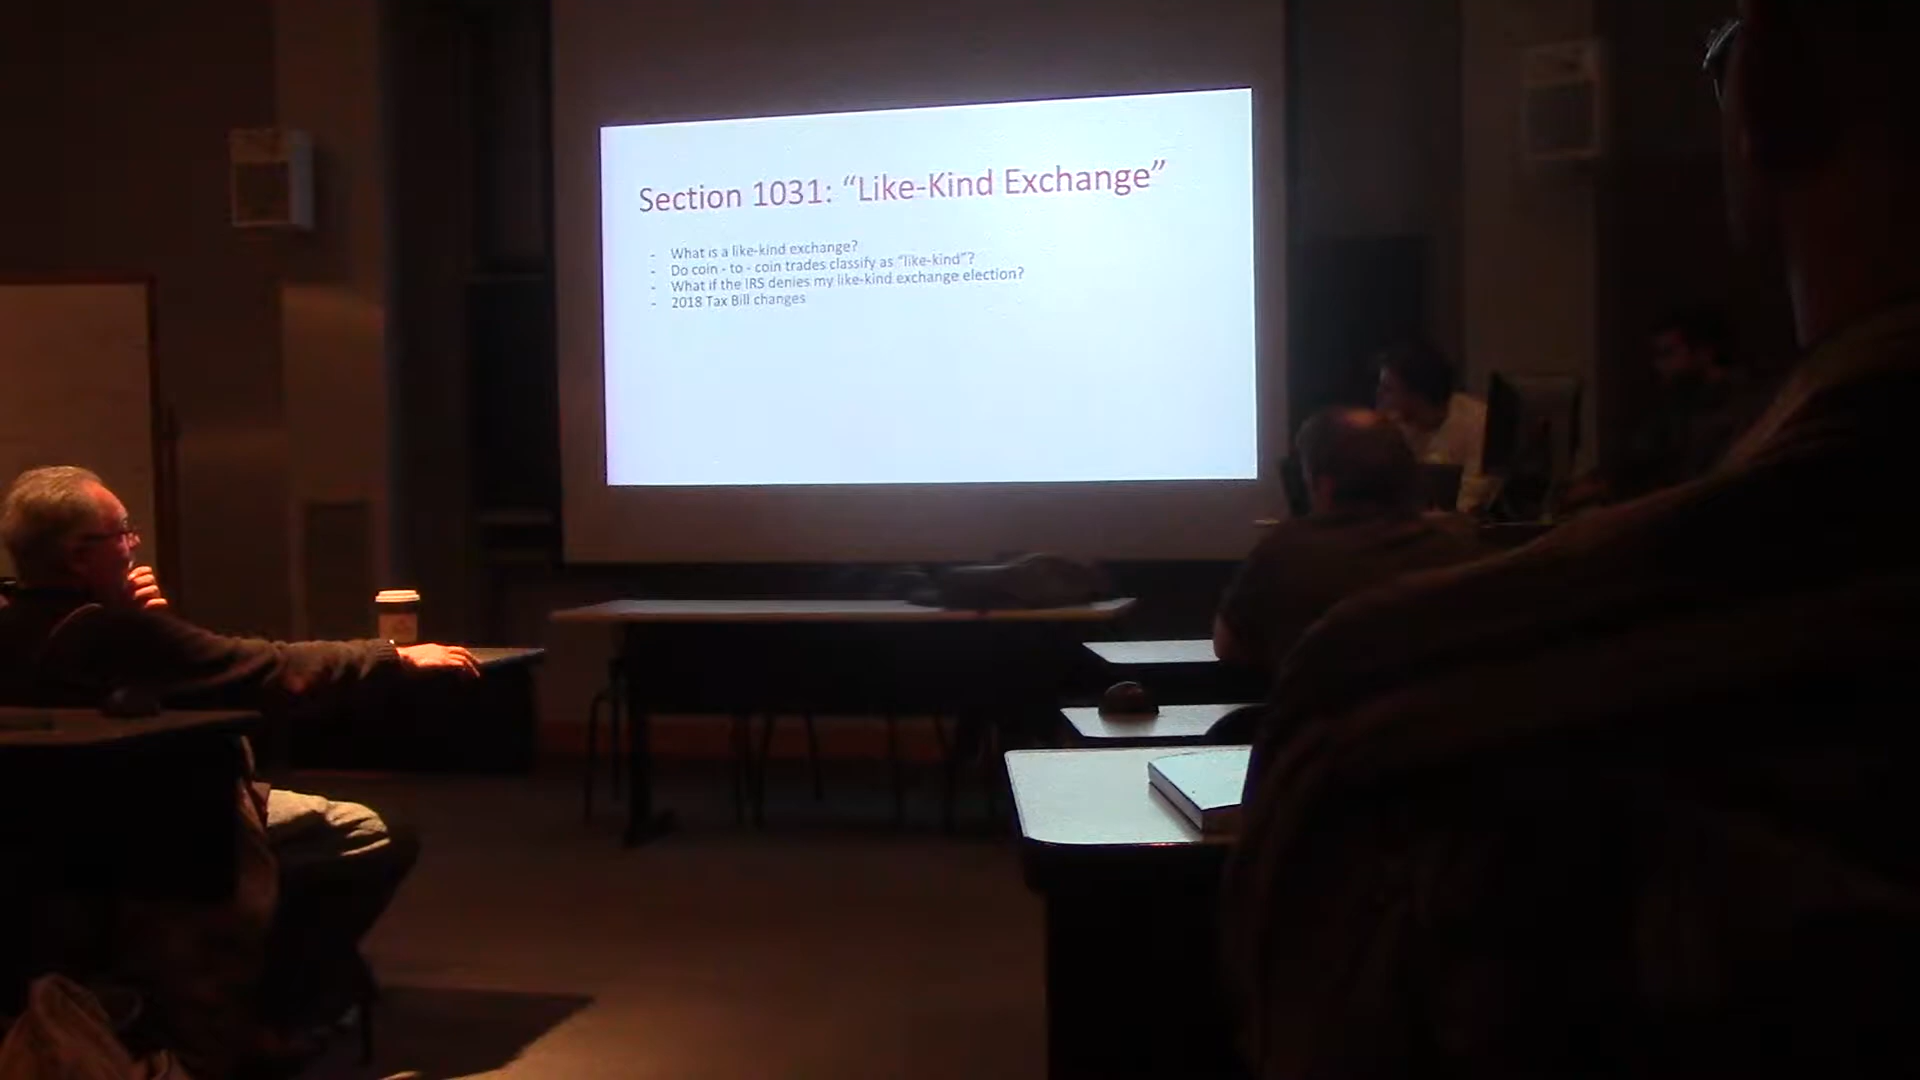 Section 1031: “Like-Kind Exchange”
- What is a like-kind exchange?
- Do coin - to - coin trades classify as “like-kind”?
- What if the IRS denies my like-kind exchange election?
- 2018 Tax Bill changes